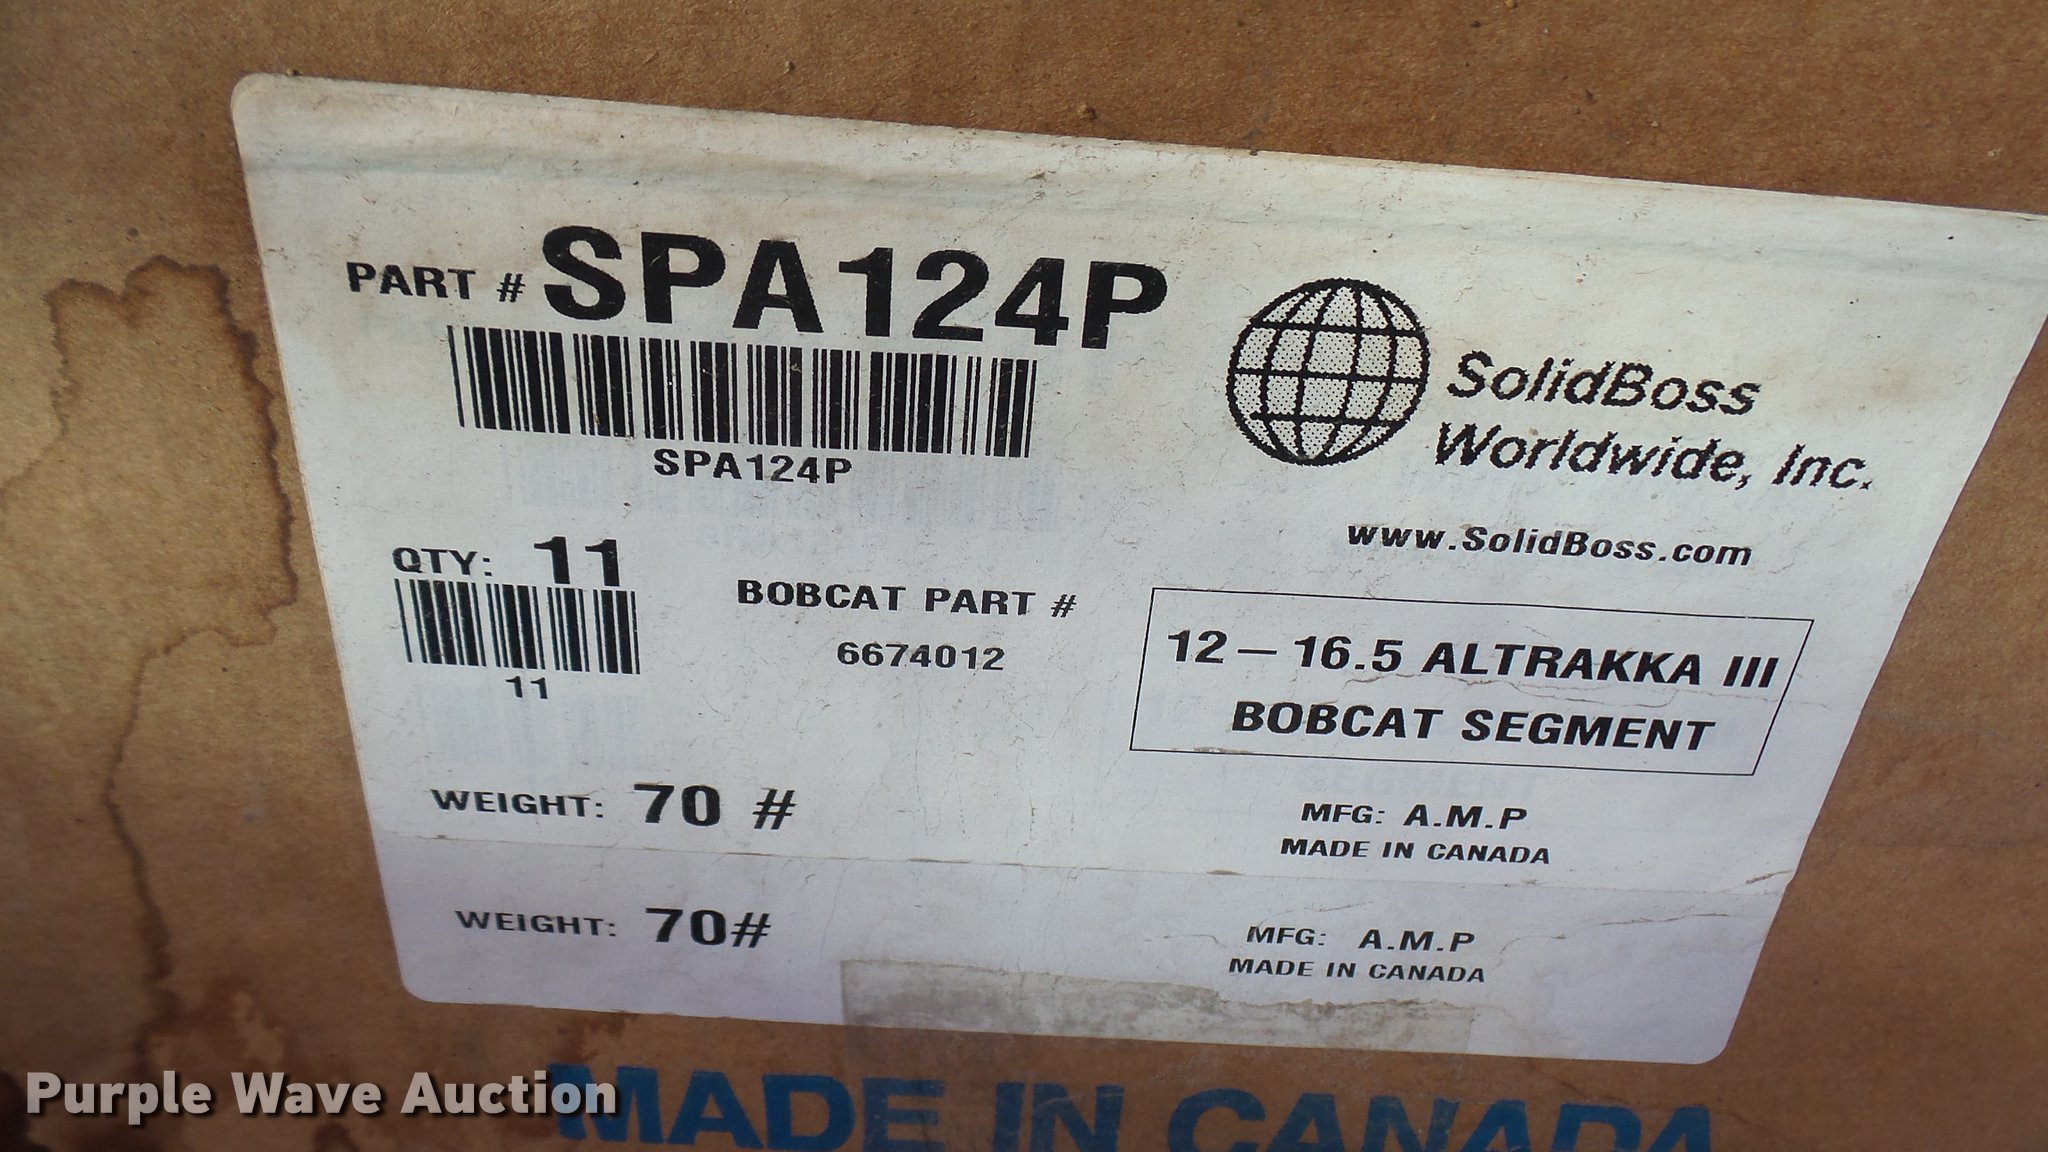 PART # SPA124P
SPA124P
SolidBoss
Worldwide, Inc.
www.SolidBoss.com
QTY: 11
11
BOBCAT PART #
6674012
12 – 16.5 ALTRAKKA III
BOBCAT SEGMENT
WEIGHT: 70 #
MFG: A.M.P
MADE IN CANADA
WEIGHT: 70#
MFG: A.M.P
MADE IN CANADA
MADE IN CANADA
Purple Wave Auction